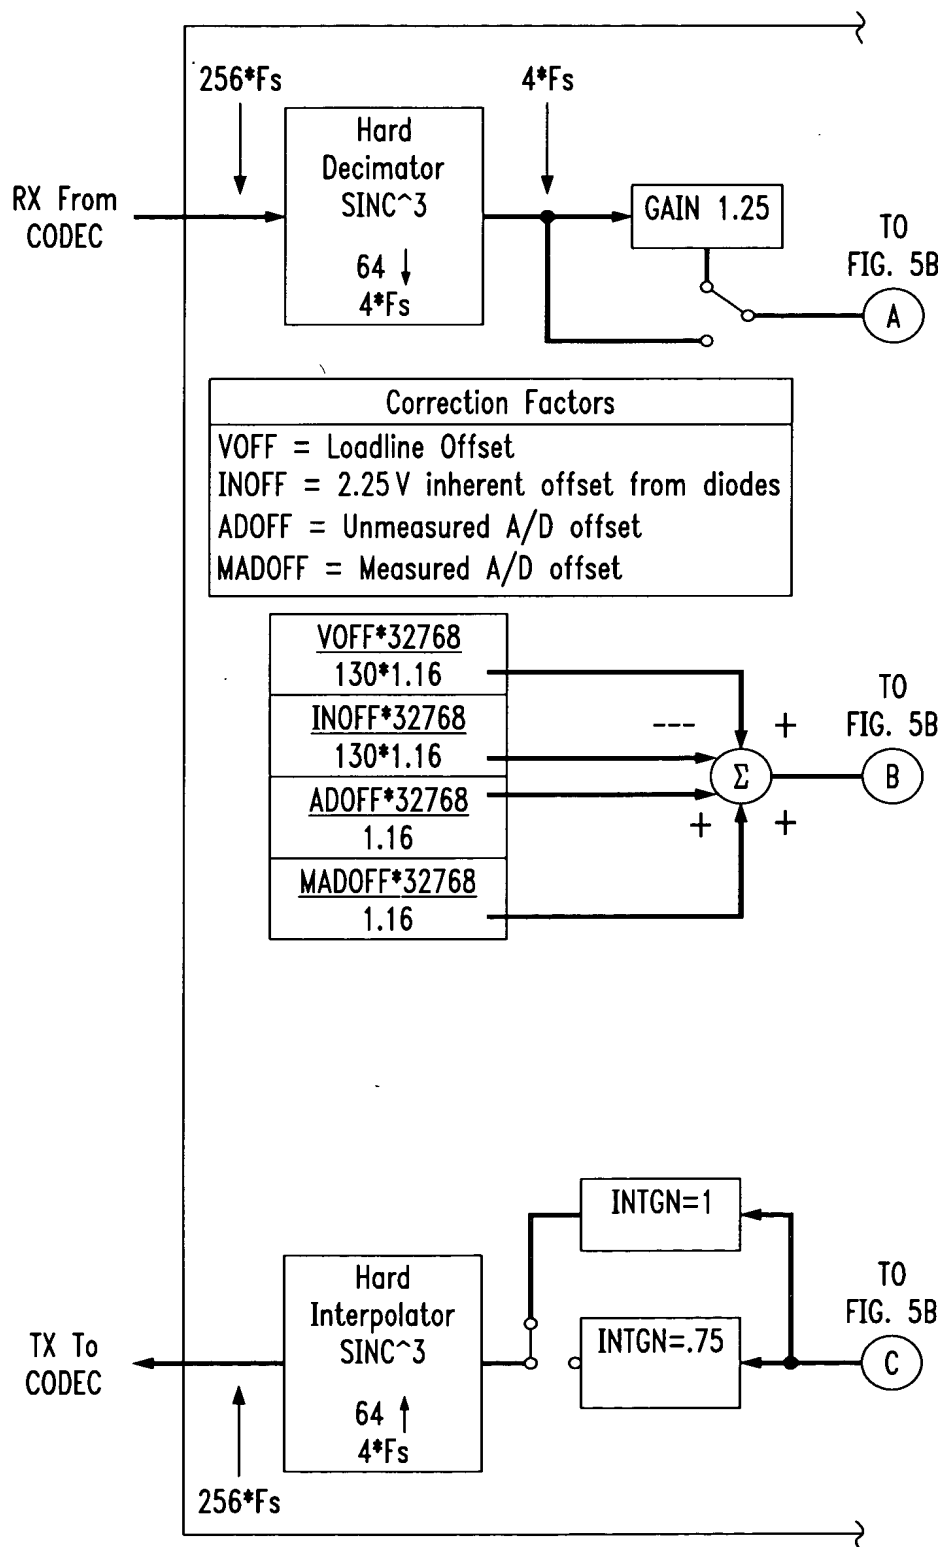 256*Fs
4*Fs
Hard
Decimator
SINC^3
64 ↓
4*Fs
RX From
CODEC
GAIN 1.25
TO
FIG. 5B
A
Correction Factors
VOFF = Loadline Offset
INOFF = 2.25 V inherent offset from diodes
ADOFF = Unmeasured A/D offset
MADOFF = Measured A/D offset
VOFF*32768
130*1.16
INOFF*32768
130*1.16
ADOFF*32768
1.16
MADOFF*32768
1.16
--- +
Σ
+ +
TO
FIG. 5B
B
INTGN=1
INTGN=.75
TO
FIG. 5B
C
Hard
Interpolator
SINC^3
64 ↑
4*Fs
TX To
CODEC
256*Fs